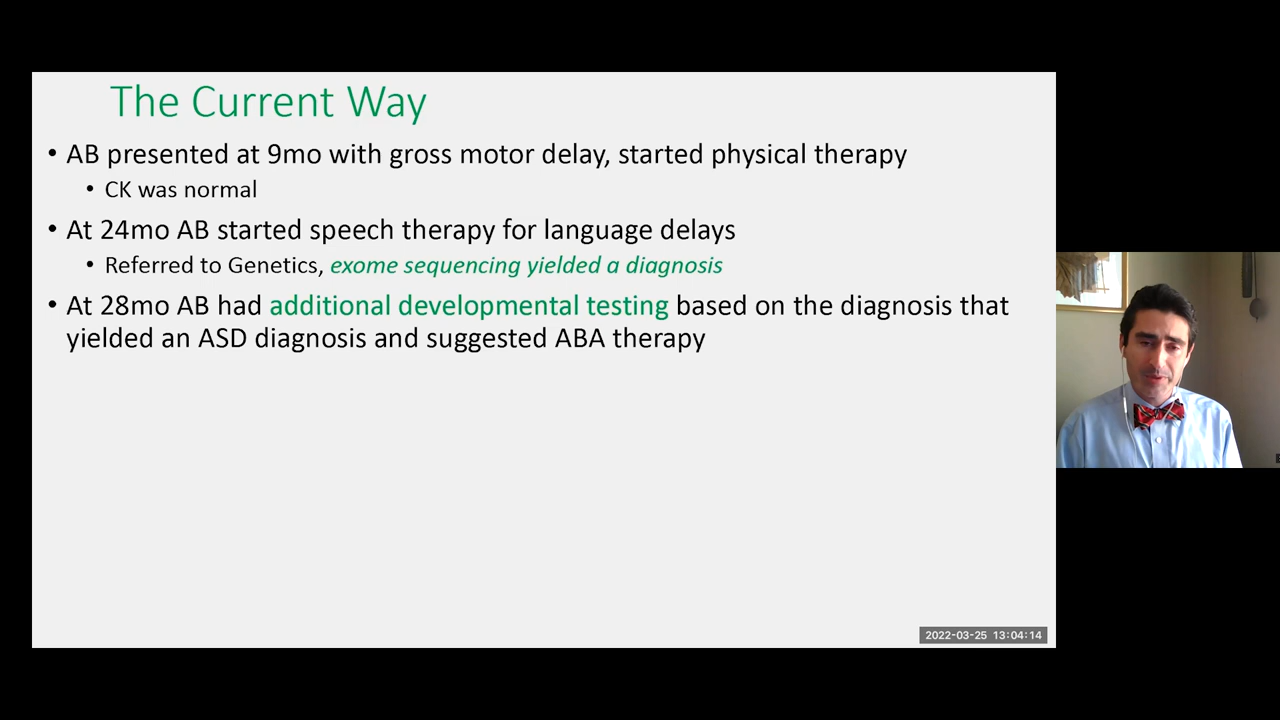 The Current Way
• AB presented at 9mo with gross motor delay, started physical therapy
• CK was normal
• At 24mo AB started speech therapy for language delays
• Referred to Genetics, exome sequencing yielded a diagnosis
• At 28mo AB had additional developmental testing based on the diagnosis that
yielded an ASD diagnosis and suggested ABA therapy
2022-03-25 13:04:14